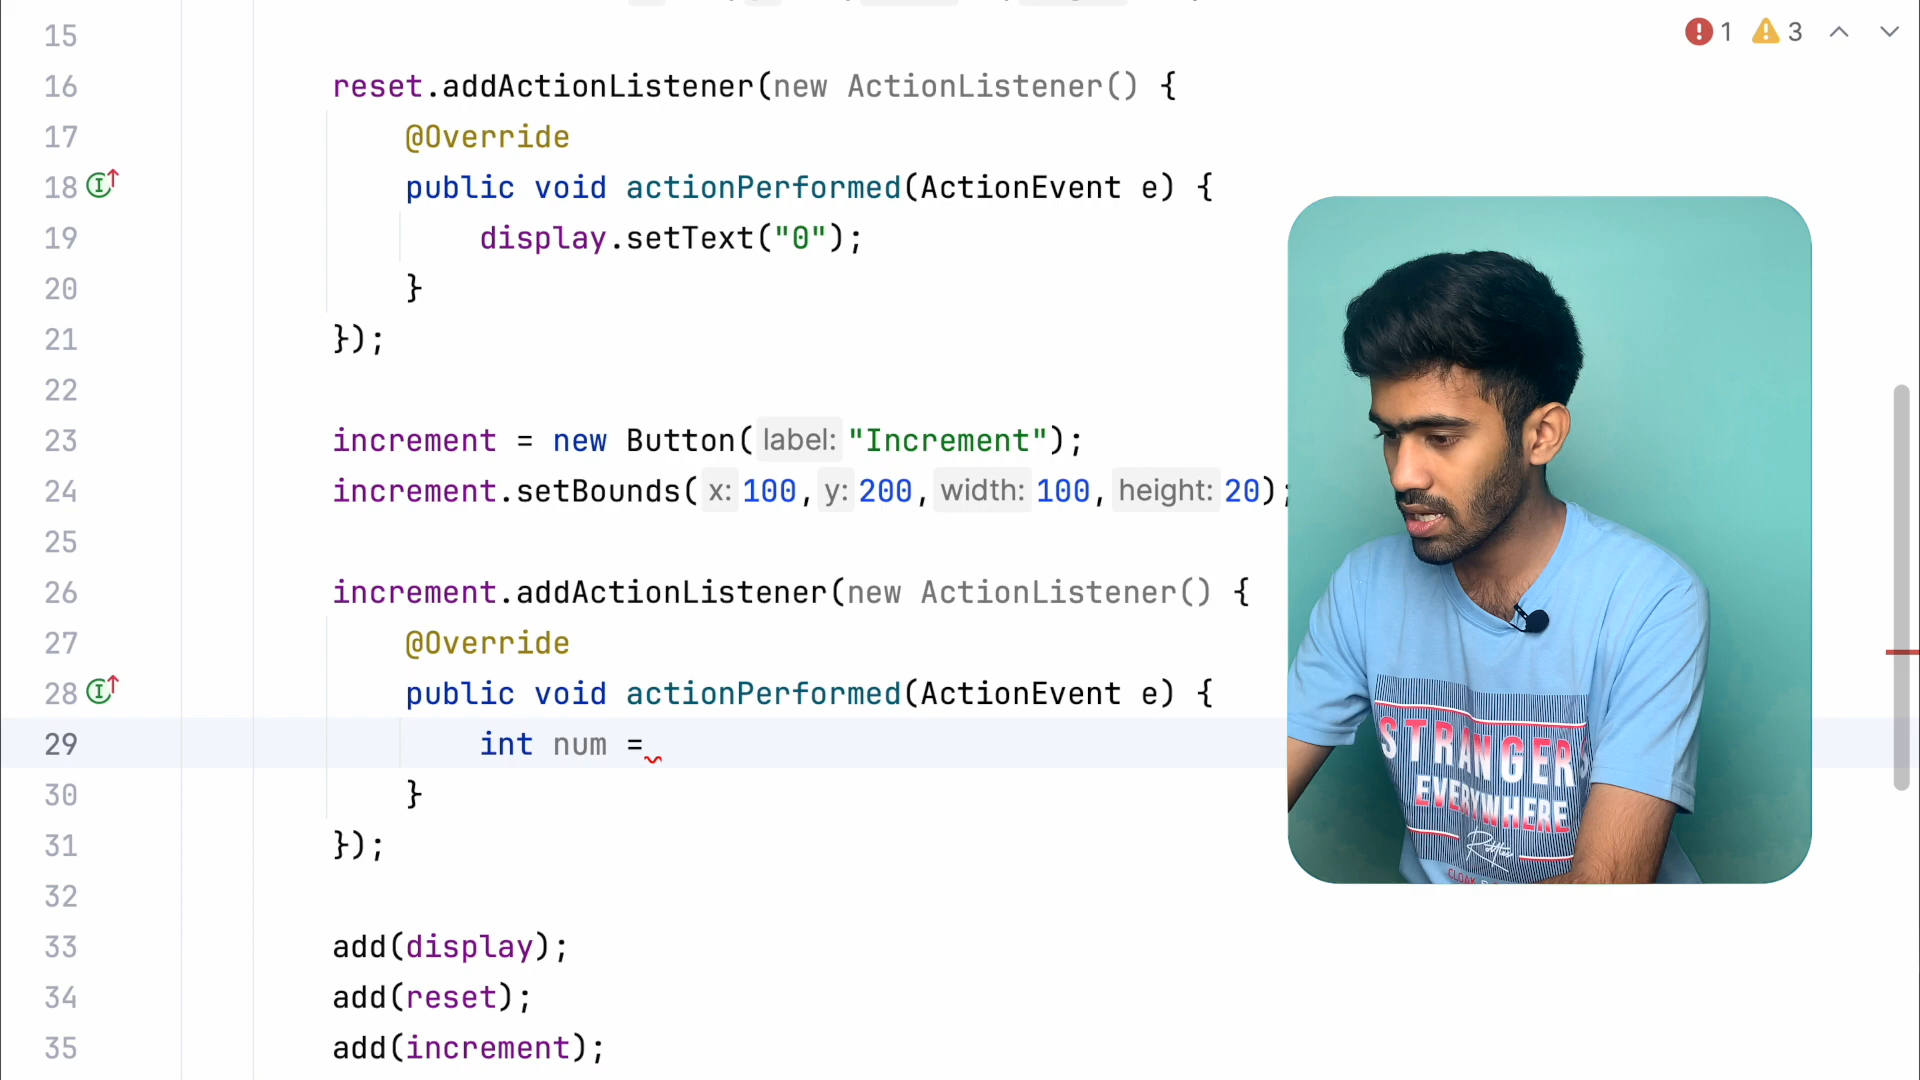 15
1 3
16 reset.addActionListener(new ActionListener() {
17 @Override
18 public void actionPerformed(ActionEvent e) {
19 display.setText("0");
20 }
21 });
22
23 increment = new Button( label: "Increment");
24 increment.setBounds( x: 100, y: 200, width: 100, height: 20);
25
26 increment.addActionListener(new ActionListener() {
27 @Override
28 public void actionPerformed(ActionEvent e) {
29 int num =
30 }
31 });
32
33 add(display);
34 add(reset);
35 add(increment);
STRANGER
EVERYWHERE